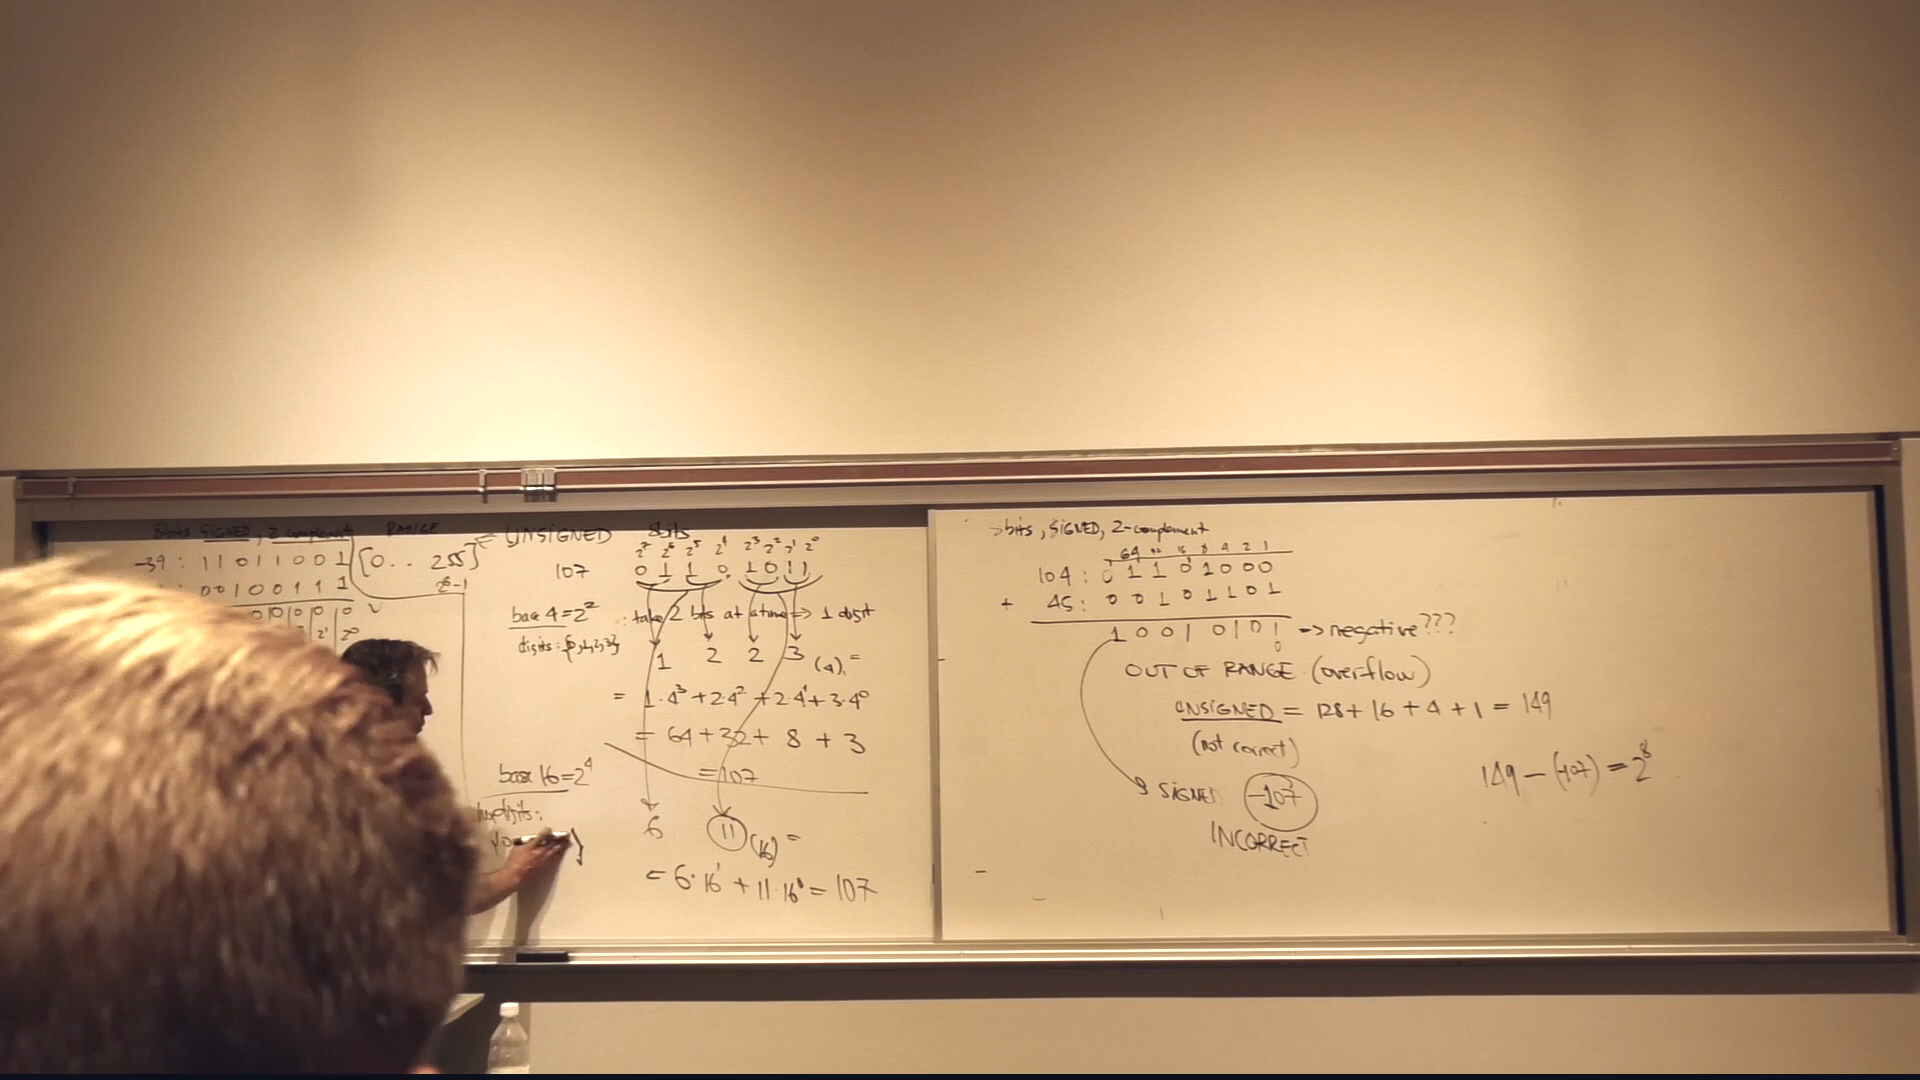 8bits SIGNED, 2 complement
-39 : 1 1 0 1 1 0 0 1
0 0 1 0 0 1 1 1
RANGE
[0 . . 255]
2⁸-1
= UNSIGNED 8bits
2⁷ 2⁶ 2⁵ 2⁴ 2³ 2² 2¹ 2⁰
107 0 1 1 0 1 0 1 1
base 4 = 2² : take 2 bits at a time => 1 digit
digits : {0,1,2,3}
1 2 2 3 (4) =
= 1·4³ + 2·4² + 2·4¹ + 3·4⁰
= 64 + 32 + 8 + 3
= 107
base 16 = 2⁴
6 11 (16) =
= 6·16¹ + 11·16⁰ = 107
bits, SIGNED, 2-complement
64 32 16 8 4 2 1
104 : 0 1 1 0 1 0 0 0
+ 45 : 0 0 1 0 1 1 0 1
1 0 0 1 0 1 0 1 => negative???
OUT OF RANGE (overflow)
UNSIGNED = 128 + 16 + 4 + 1 = 149
(not correct)
149 - (-107) = 2⁸
SIGNED -107
INCORRECT